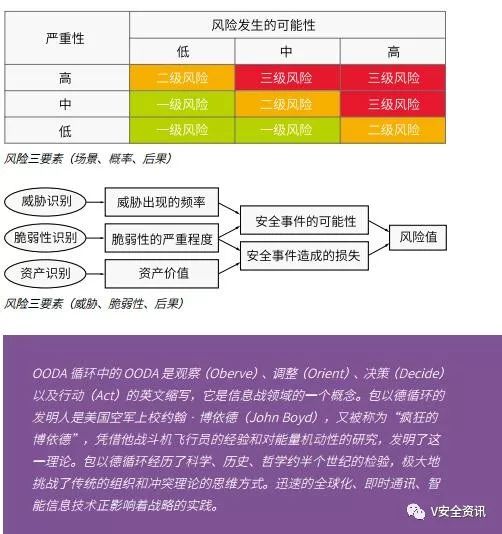 严重性 风险发生的可能性
低 中 高
高 二级风险 三级风险 三级风险
中 一级风险 二级风险 三级风险
低 一级风险 一级风险 二级风险
风险三要素（场景、概率、后果）
威胁识别 威胁出现的频率
安全事件的可能性
脆弱性识别 脆弱性的严重程度 风险值
安全事件造成的损失
资产识别 资产价值
风险三要素（威胁、脆弱性、后果）
OODA 循环中的 OODA 是观察（Oberve）、调整（Orient）、决策（Decide）
以及行动（Act）的英文缩写，它是信息战领域的一个概念。包以德循环的
发明人是美国空军上校约翰·博依德（John Boyd），又被称为“疯狂的
博依德”，凭借他战斗机飞行员的经验和对能量机动性的研究，发明了这
一理论。包以德循环经历了科学、历史、哲学约半个世纪的检验，极大地
挑战了传统的组织和冲突理论的思维方式。迅速的全球化、即时通讯、智
能信息技术正影响着战略的实践。
V安全资讯